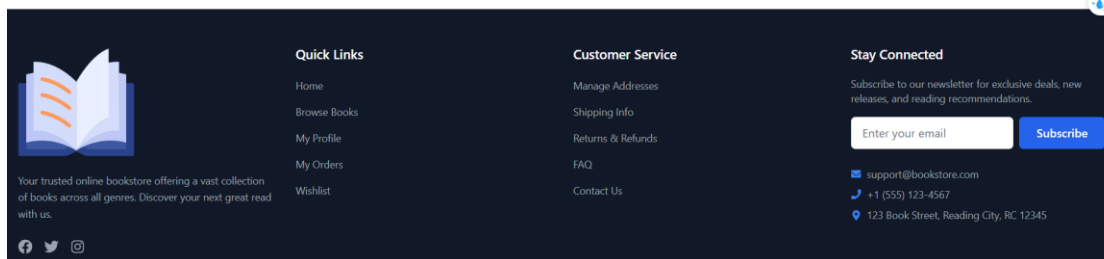 Your trusted online bookstore offering a vast collection
of books across all genres. Discover your next great read
with us.
Quick Links
Home
Browse Books
My Profile
My Orders
Wishlist
Customer Service
Manage Addresses
Shipping Info
Returns & Refunds
FAQ
Contact Us
Stay Connected
Subscribe to our newsletter for exclusive deals, new
releases, and reading recommendations.
Enter your email
Subscribe
support@bookstore.com
+1 (555) 123-4567
123 Book Street, Reading City, RC 12345